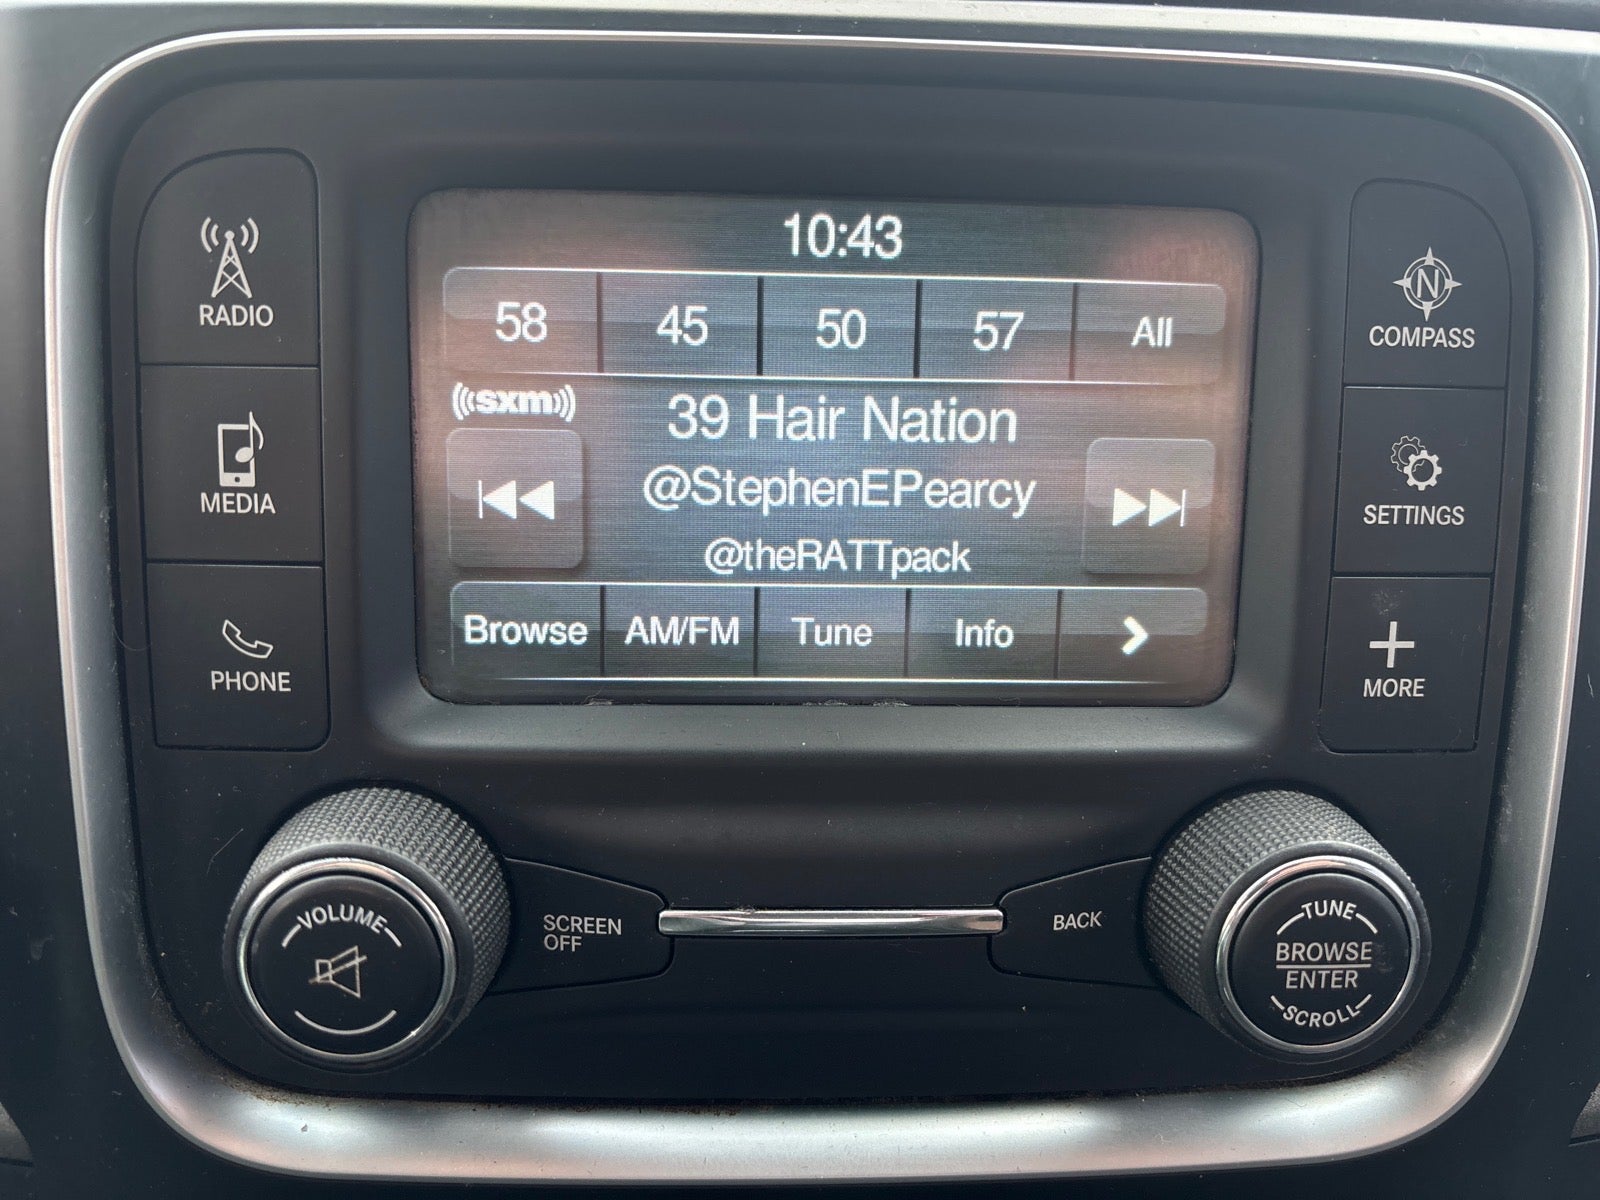 10:43
58 45 50 57 All
(((sxm)))
39 Hair Nation
@StephenEPearcy
@theRATTpack
Browse AM/FM Tune Info >
RADIO
MEDIA
PHONE
N
COMPASS
SETTINGS
+
MORE
VOLUME
SCREEN
OFF
BACK
TUNE
BROWSE
ENTER
SCROLL